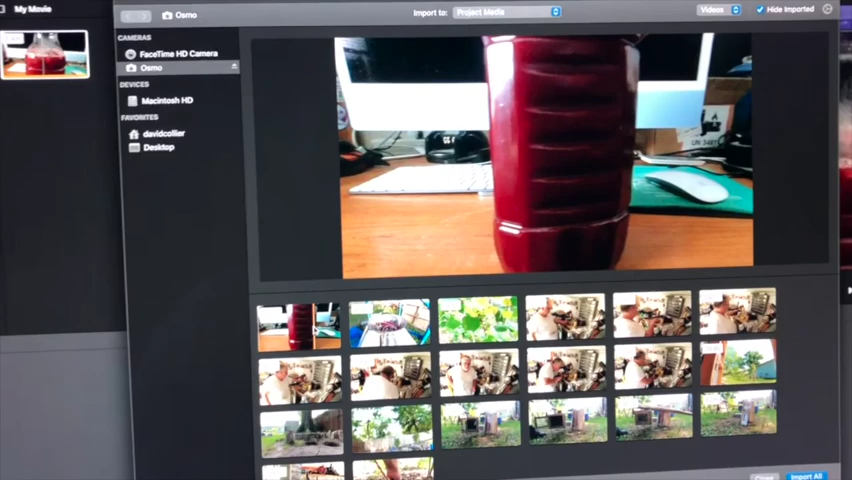 My Movie
Osmo
Import to: Project Media
Videos
Hide Imported
CAMERAS
FaceTime HD Camera
Osmo
DEVICES
Macintosh HD
FAVORITES
davidcollier
Desktop
Close
Import All